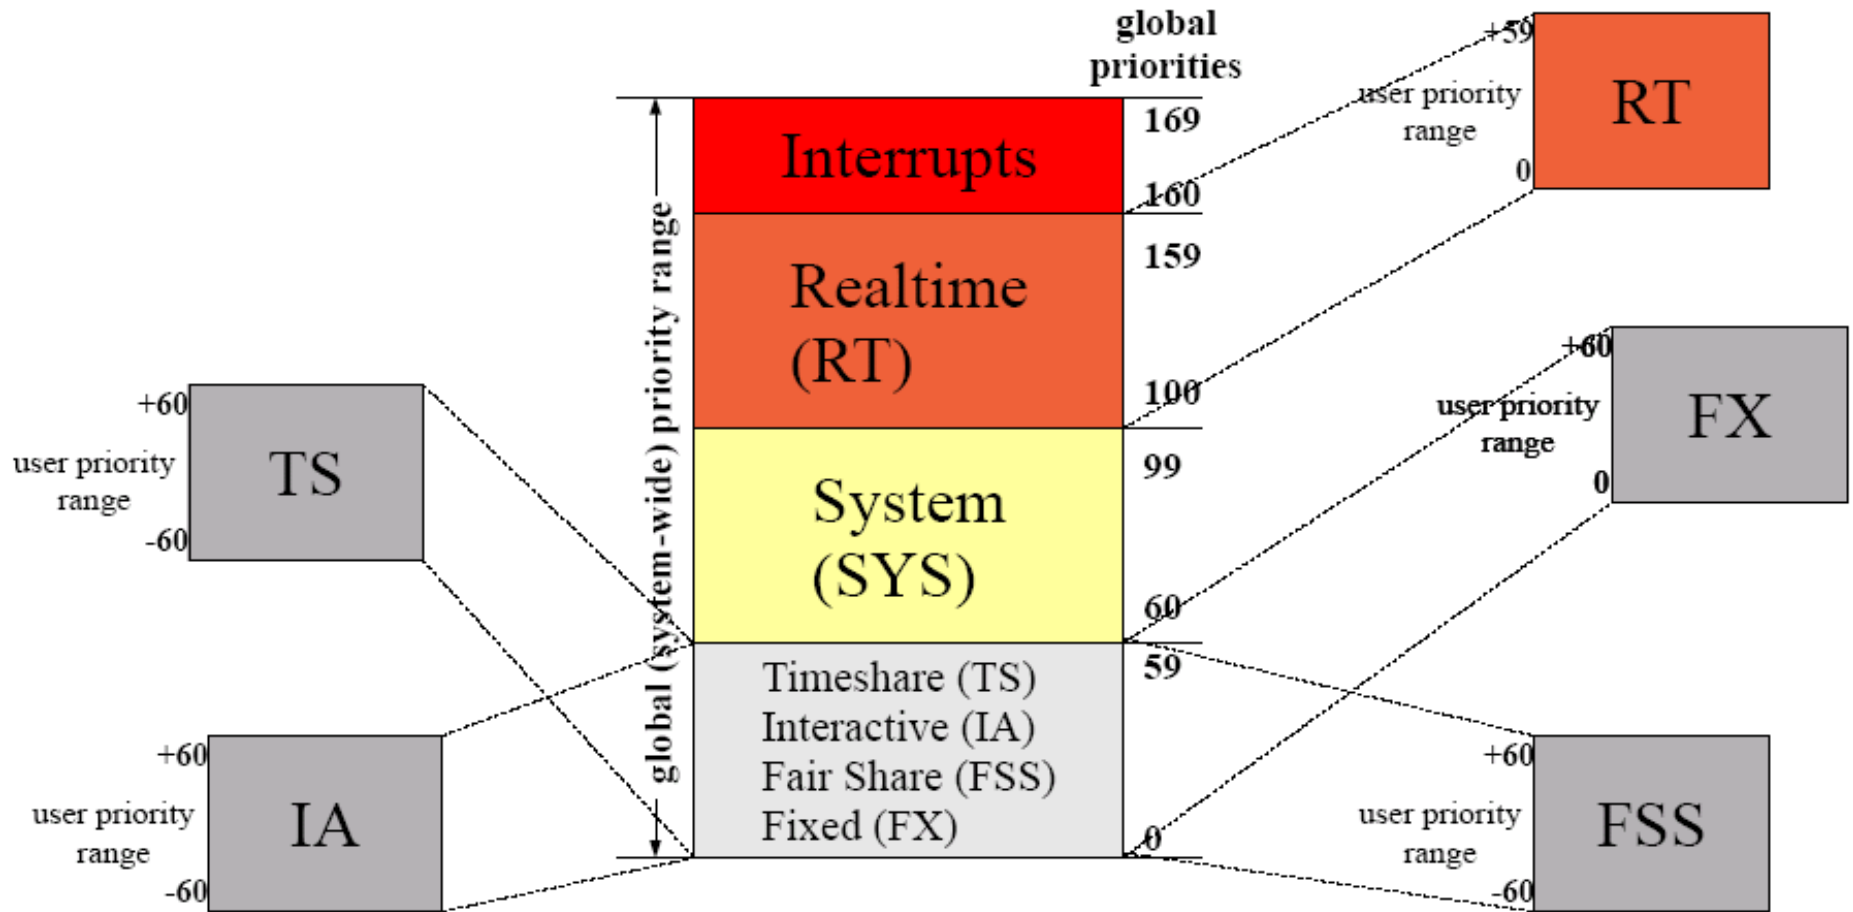 global
priorities
169
Interrupts
160
159
Realtime
(RT)
100
99
System
(SYS)
60
59
Timeshare (TS)
Interactive (IA)
Fair Share (FSS)
Fixed (FX)
0
global (system-wide) priority range
+60
user priority
range
-60
TS
+60
user priority
range
-60
IA
+59
user priority
range
0
RT
+60
user priority
range
0
FX
+60
user priority
range
-60
FSS